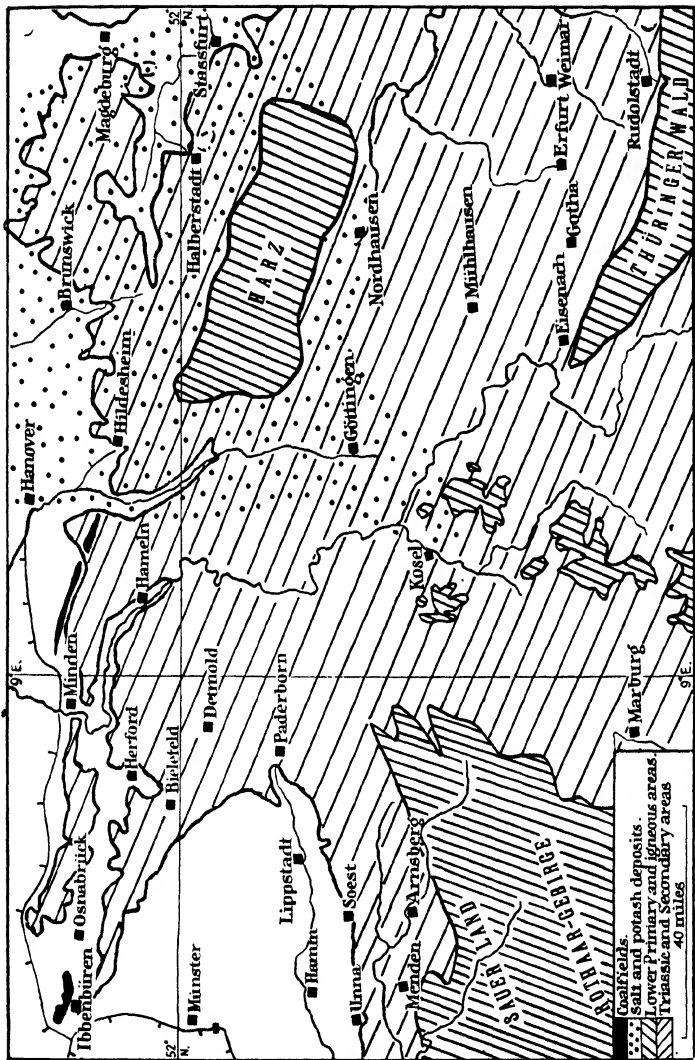 Ibbenbüren
Osnabrück
Minden
9°E.
Hanover
Brunswick
Magdeburg
Herford
Hildesheim
Hameln
Bielefeld
52°
N.
52°
N.
Münster
Detmold
Halberstadt
Stassfurt
HARZ
Paderborn
Lippstadt
Hamm
Unna
Soest
Göttingen
Nordhausen
Menden
Arnsberg
Kosel
Mühlhausen
SAUER LAND
ROTHAAR-GEBIRGE
Eisenach
Gotha
Erfurt
Weimar
Marburg
9°E.
THÜRINGER WALD
Rudolstadt
Coalfields.
Salt and potash deposits.
Lower Primary and igneous areas.
Triassic and Secondary areas
40 miles